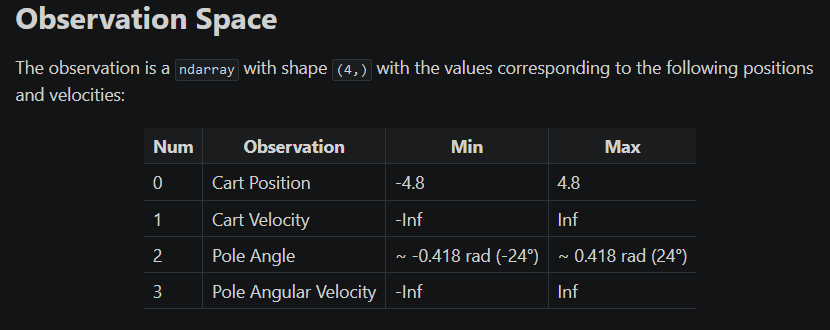 Observation Space
The observation is a ndarray with shape (4,) with the values corresponding to the following positions
and velocities:
Num Observation Min Max
0 Cart Position -4.8 4.8
1 Cart Velocity -Inf Inf
2 Pole Angle ~ -0.418 rad (-24°) ~ 0.418 rad (24°)
3 Pole Angular Velocity -Inf Inf